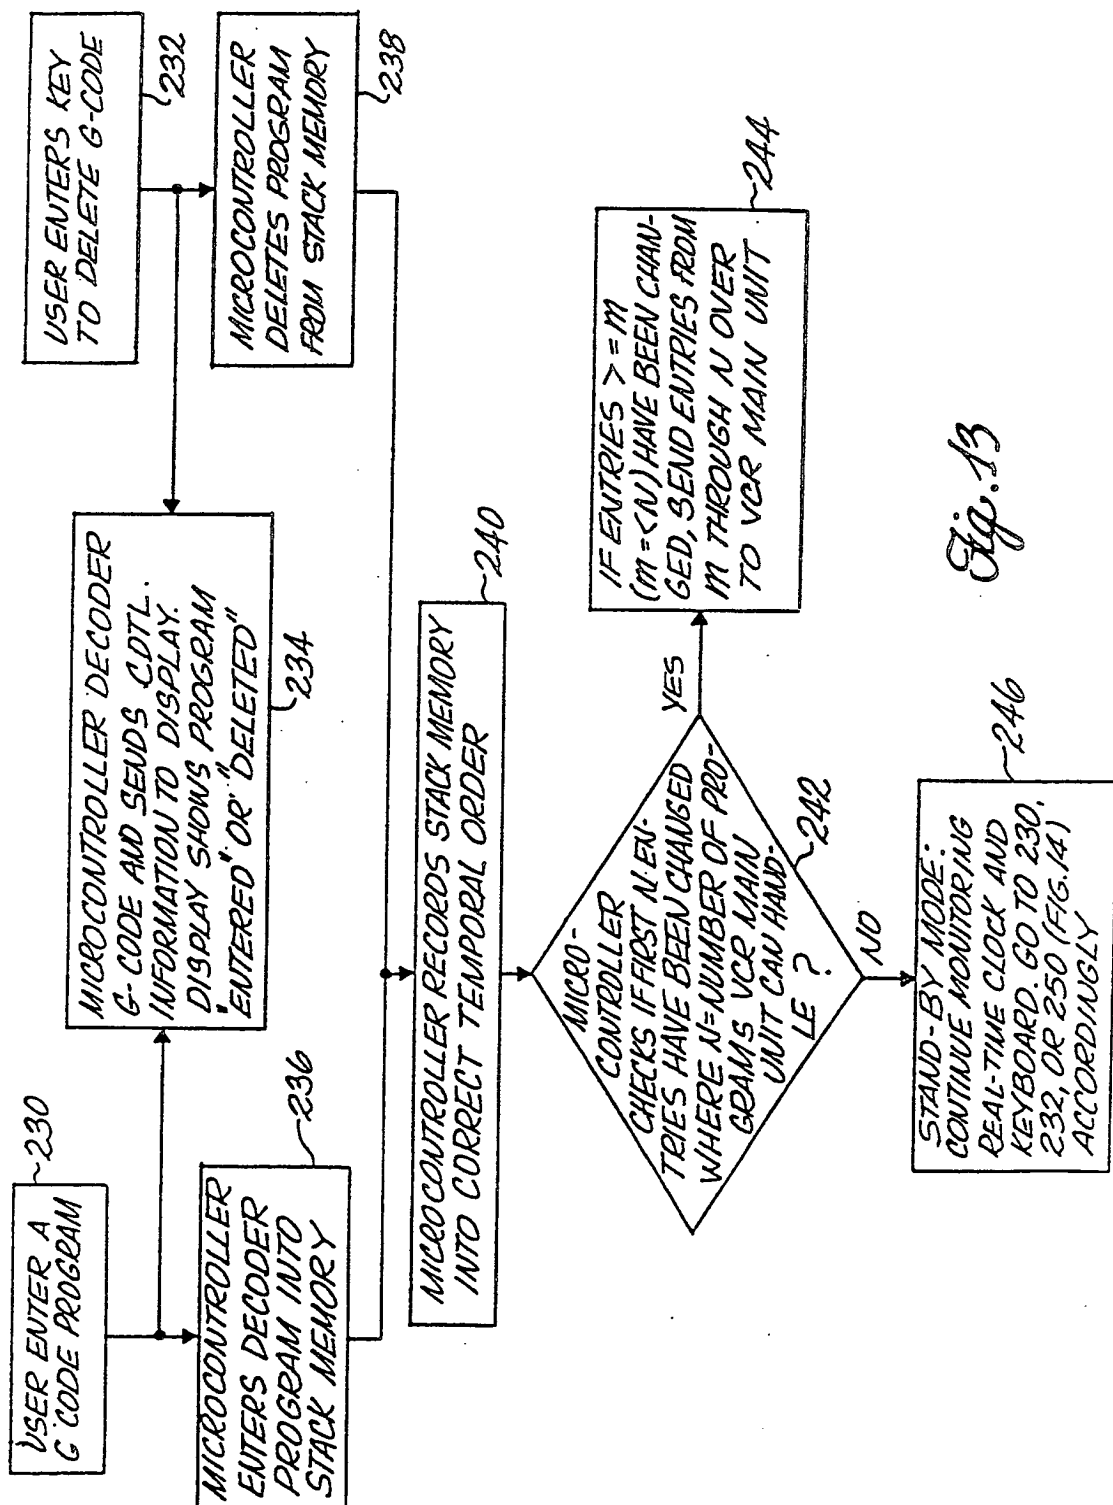 USER ENTER A
G CODE PROGRAM
230
USER ENTERS KEY
TO DELETE G-CODE
232
MICROCONTROLLER DECODER
G-CODE AND SENDS CDTL.
INFORMATION TO DISPLAY.
DISPLAY SHOWS PROGRAM
"ENTERED" OR "DELETED"
234
MICROCONTROLLER
ENTERS DECODER
PROGRAM INTO
STACK MEMORY
236
MICROCONTROLLER
DELETES PROGRAM
FROM STACK MEMORY
238
MICROCONTROLLER RECORDS STACK MEMORY
INTO CORRECT TEMPORAL ORDER
240
MICRO-
CONTROLLER
CHECKS IF FIRST N EN-
TRIES HAVE BEEN CHANGED
WHERE N=NUMBER OF PRO-
GRAMS VCR MAIN
UNIT CAN HAND-
LE ?
242
YES
NO
IF ENTRIES >= M
(M =< N) HAVE BEEN CHAN-
GED, SEND ENTRIES FROM
M THROUGH N OVER
TO VCR MAIN UNIT
244
STAND-BY MODE:
CONTINUE MONITORING
REAL-TIME CLOCK AND
KEYBOARD. GO TO 230,
232, OR 250 (FIG.14)
ACCORDINGLY
246
Fig. 13